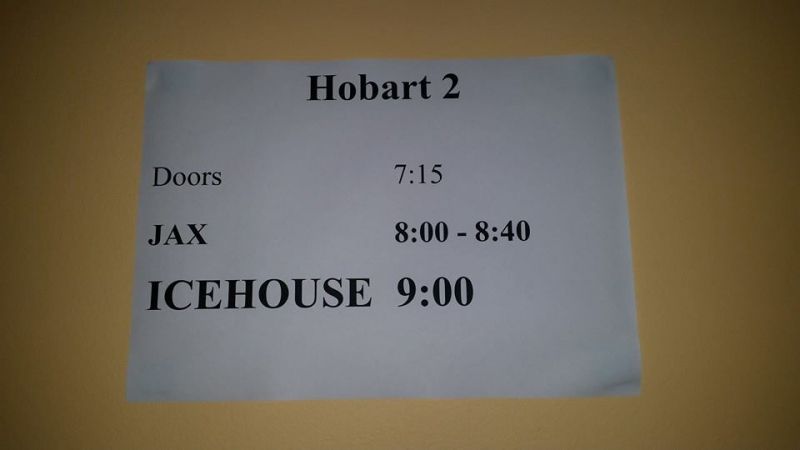 Hobart 2
Doors 7:15
JAX 8:00 - 8:40
ICEHOUSE 9:00